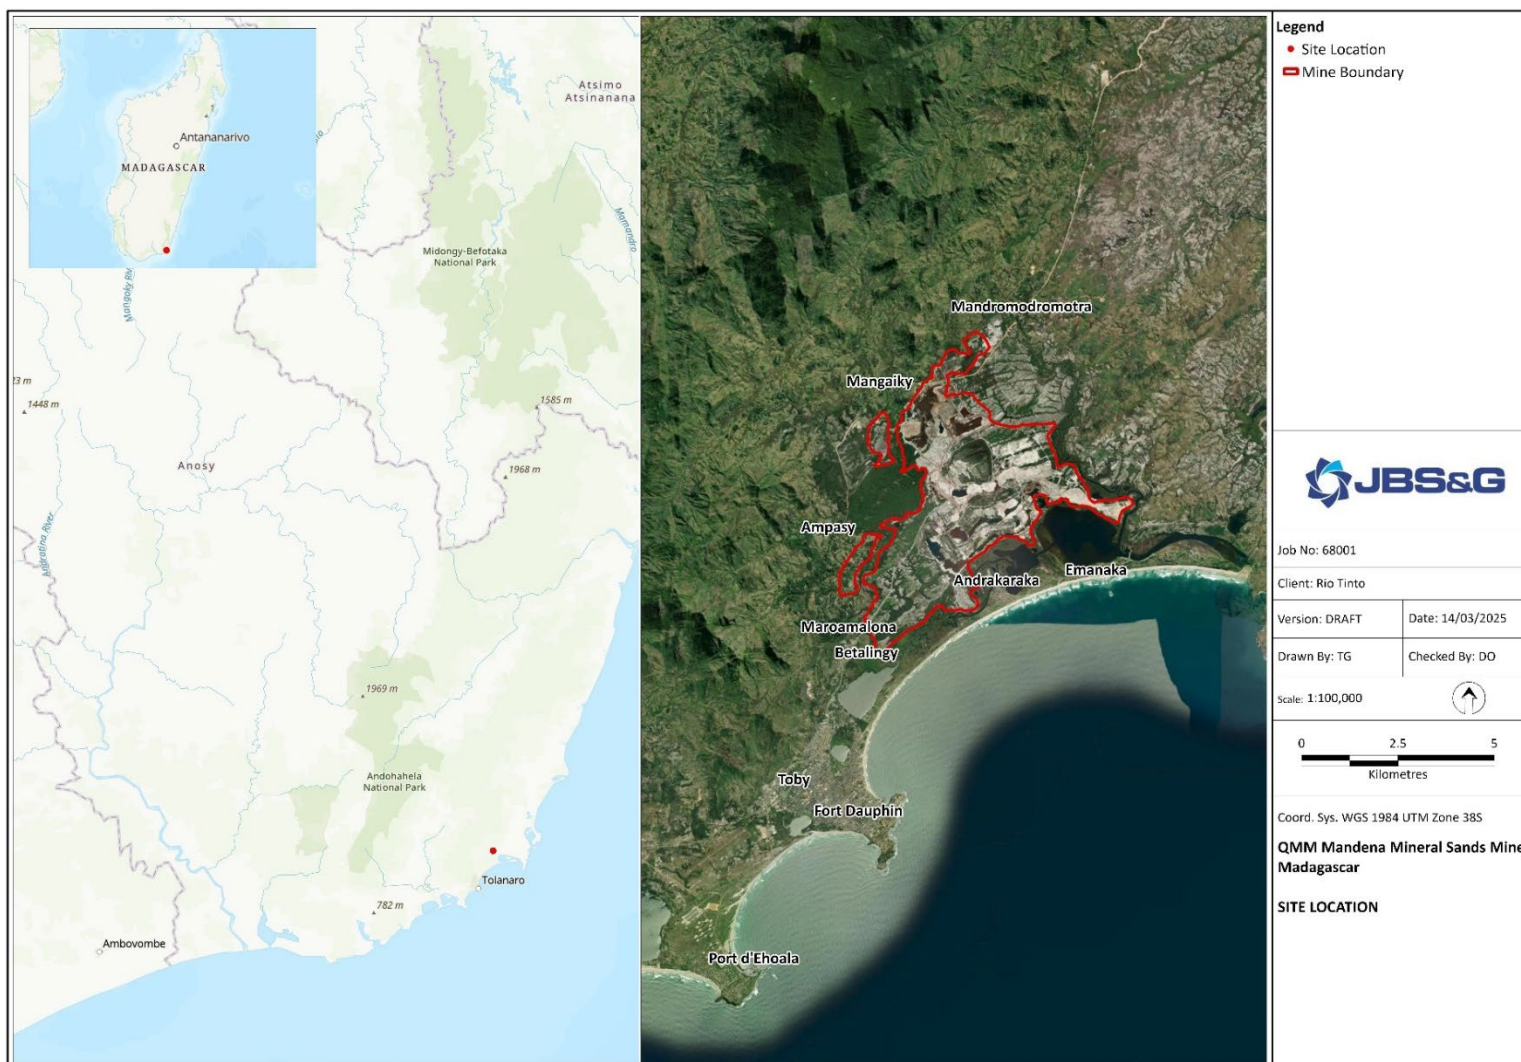 Antananarivo
MADAGASCAR
Atsimo
Atsinanana
Mangoky
Mamandro
Midongy-Befotaka
National Park
23 m
1448 m
1585 m
1968 m
Anosy
1969 m
Andohahela
National Park
Tolanaro
782 m
Ambovombe
Mandromodromotra
Mangaiky
Ampasy
Andrakaraka
Emanaka
Maroamalona
Betalingy
Toby
Fort Dauphin
Port d'Ehoala
Legend
Site Location
Mine Boundary
JBS&G
Job No: 68001
Client: Rio Tinto
Version: DRAFT
Date: 14/03/2025
Drawn By: TG
Checked By: DO
Scale: 1:100,000
0 2.5 5
Kilometres
Coord. Sys. WGS 1984 UTM Zone 38S
QMM Mandena Mineral Sands Mine
Madagascar
SITE LOCATION